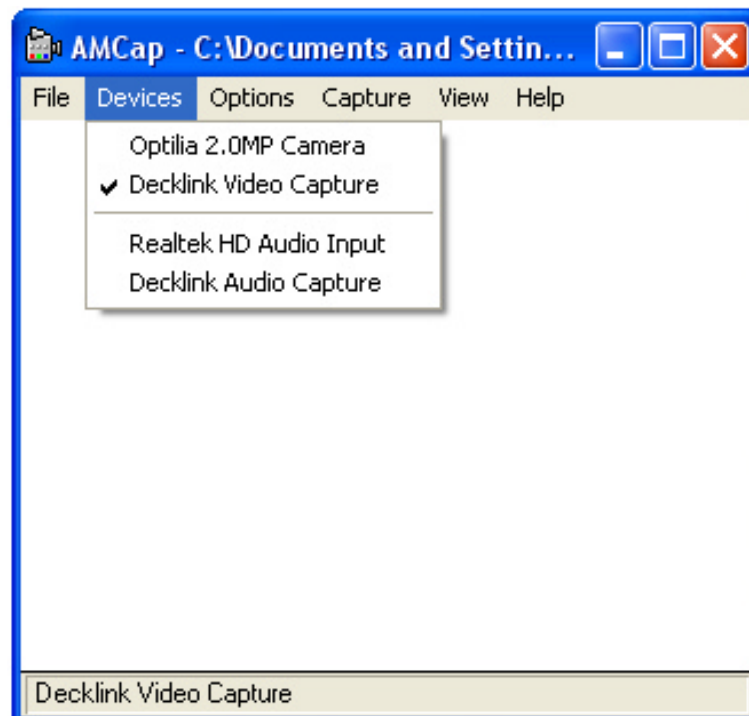 AMCap - C:\Documents and Settin...
File Devices Options Capture View Help
Optilia 2.0MP Camera
Decklink Video Capture
Realtek HD Audio Input
Decklink Audio Capture
Decklink Video Capture